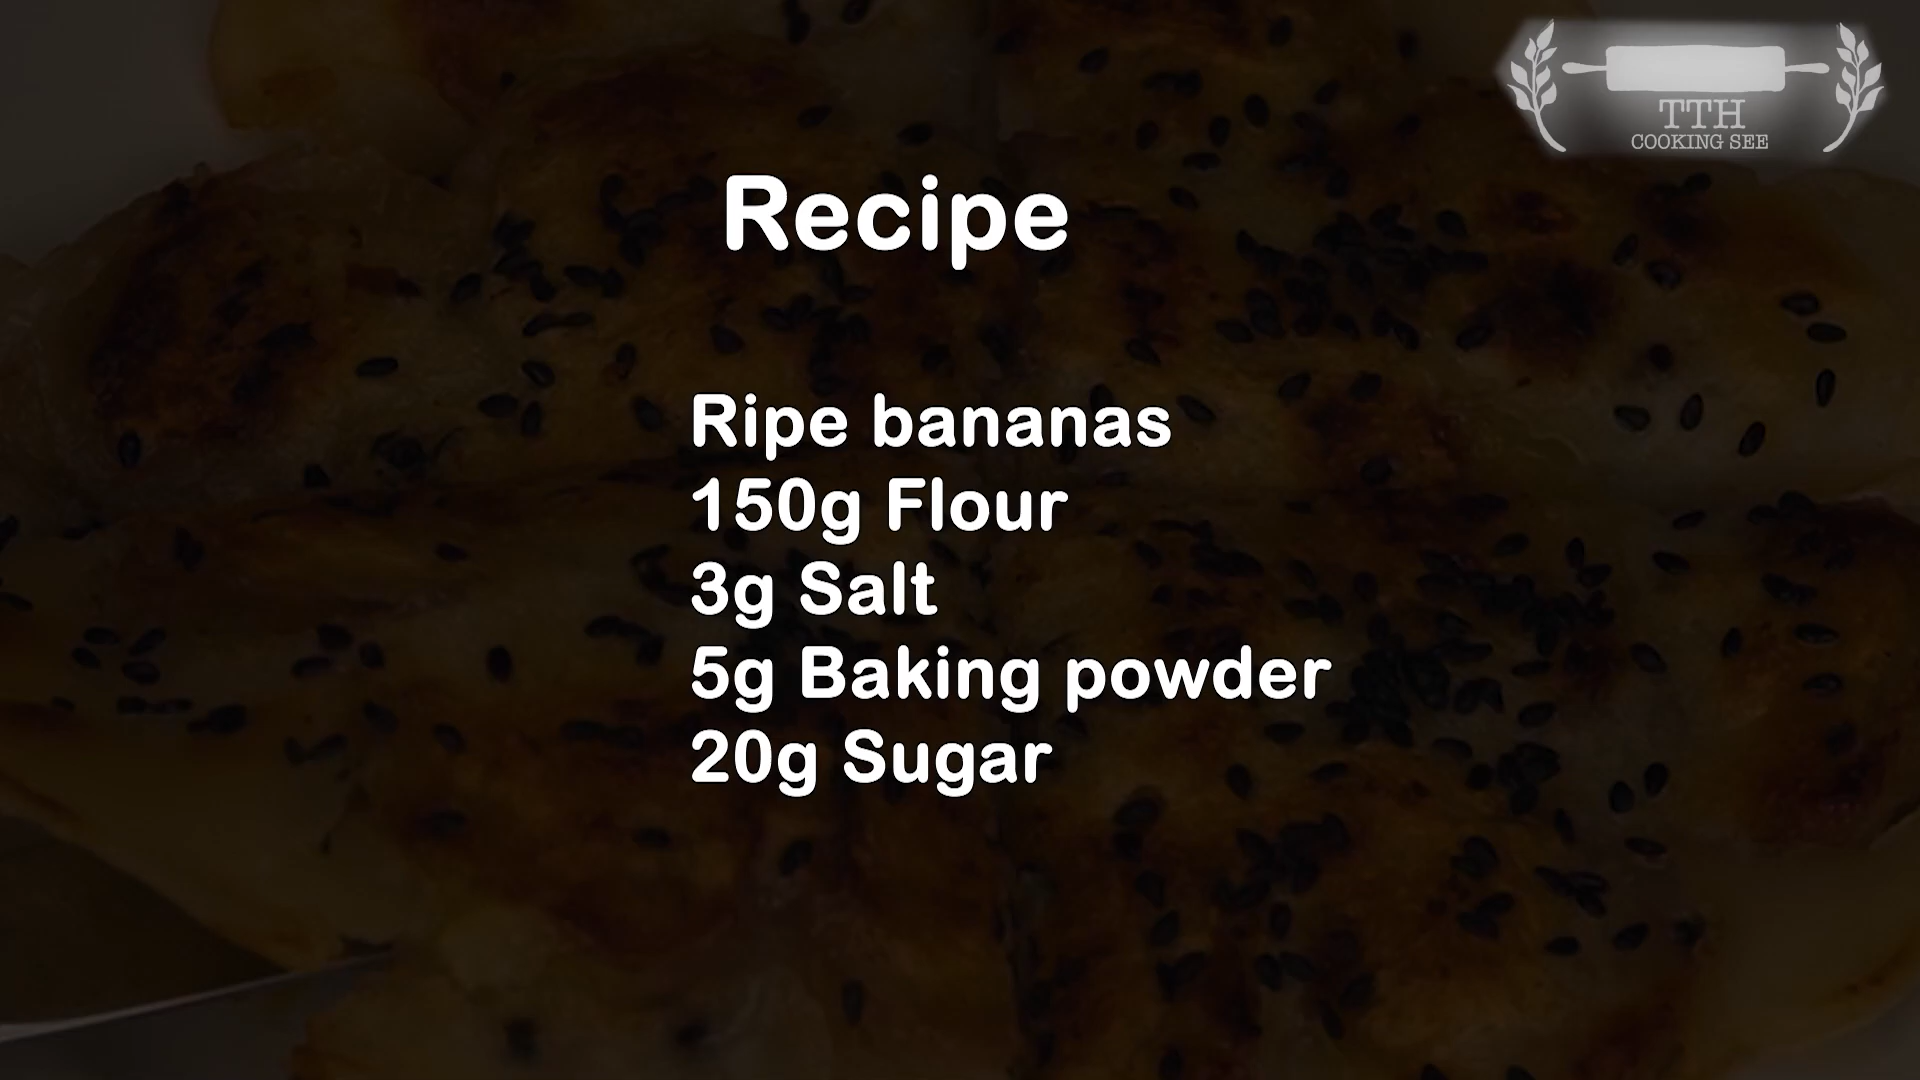 TTH
COOKING SEE
Recipe
Ripe bananas
150g Flour
3g Salt
5g Baking powder
20g Sugar